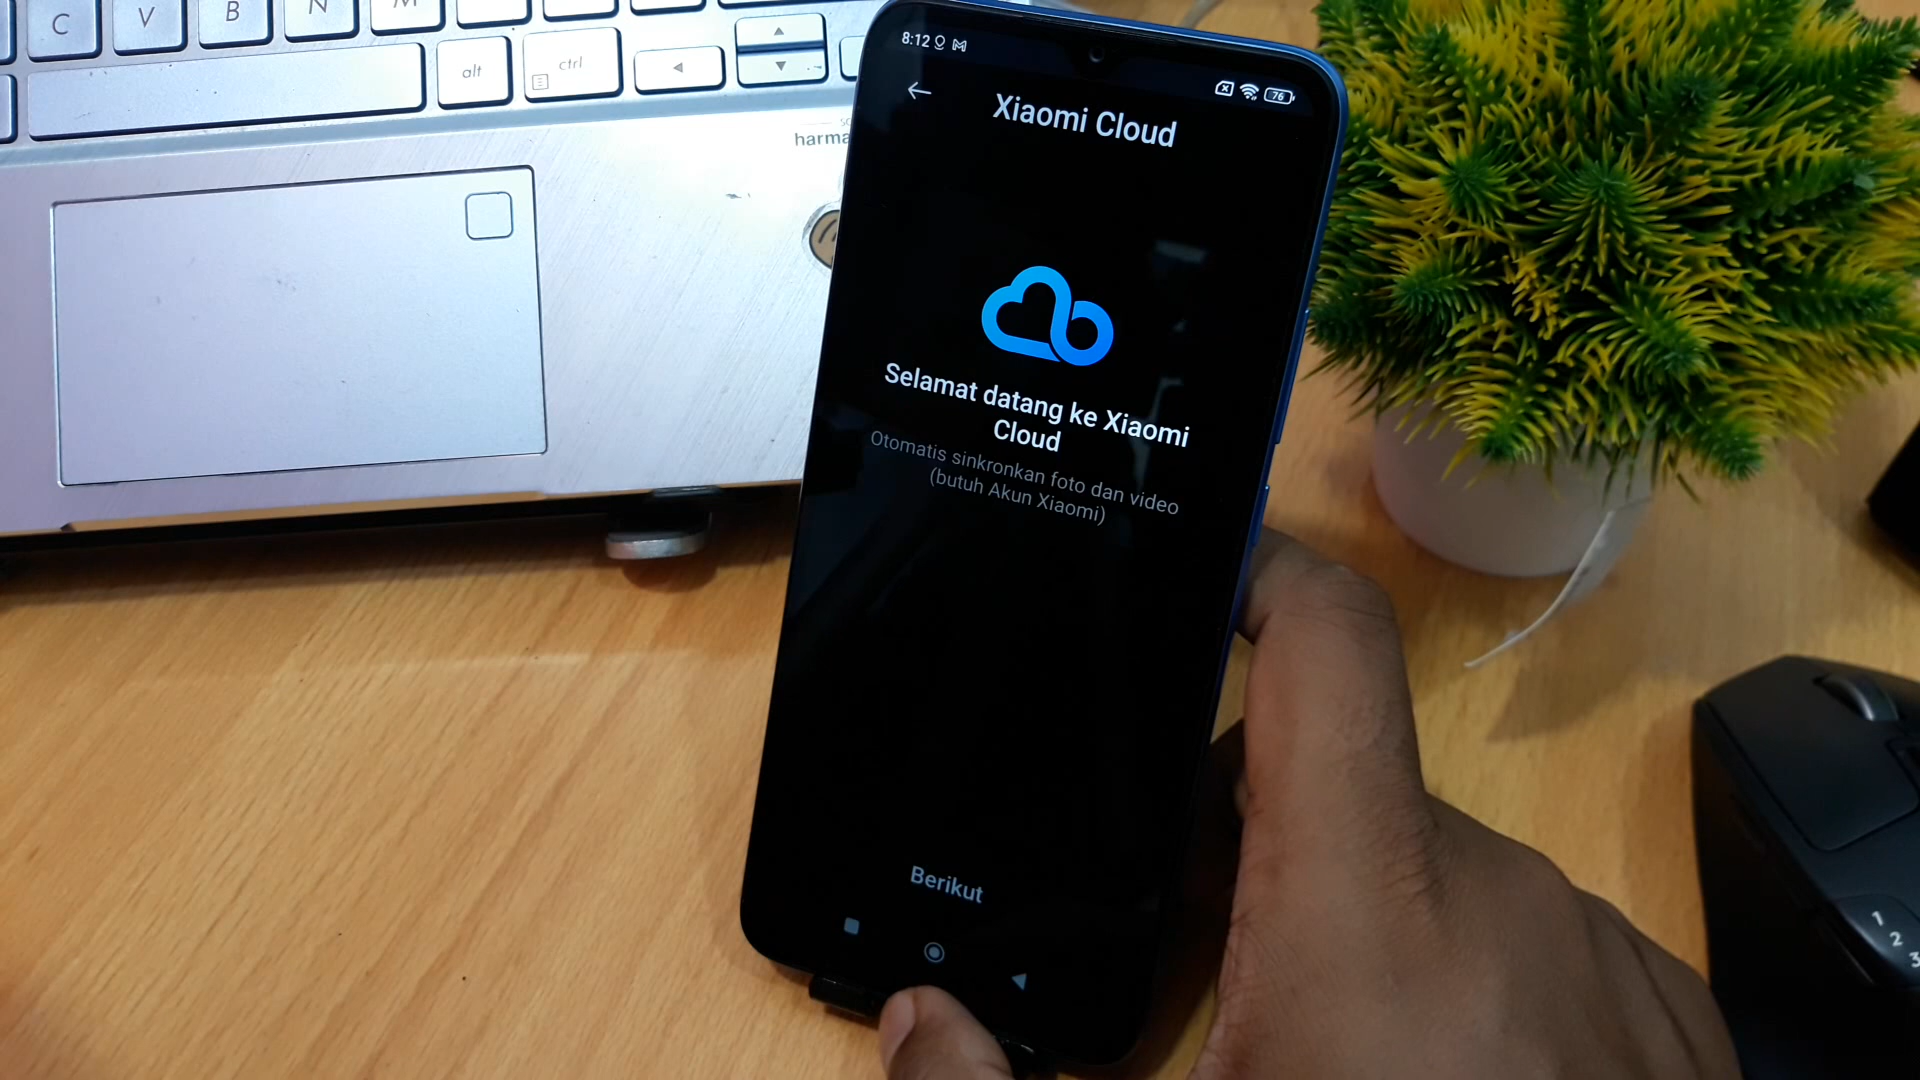 C V B N M
alt
ctrl
harma
8:12
76
Xiaomi Cloud
Selamat datang ke Xiaomi
Cloud
Otomatis sinkronkan foto dan video
(butuh Akun Xiaomi)
Berikut
1
2
3